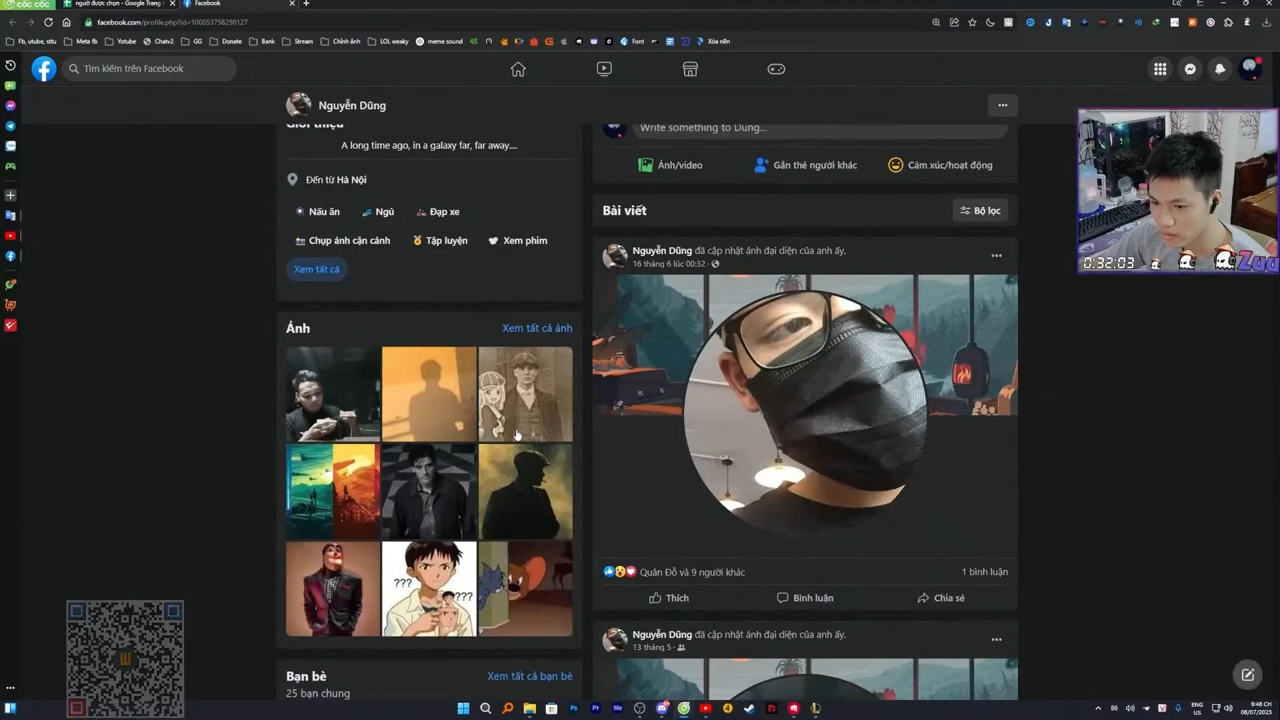 cốc cốc
người được chọn - Google Trang t
Facebook
facebook.com/profile.php?id=100053758298127
Fb, utube, sttu
Meta fb
Yotube
Chatv2
GG
Donate
Bank
Stream
Chỉnh ảnh
LOL weaky
meme sound
Font
Xóa nền
Tìm kiếm trên Facebook
Nguyễn Dũng
Giới thiệu
A long time ago, in a galaxy far, far away....
Đến từ Hà Nội
Nấu ăn
Ngủ
Đạp xe
Chụp ảnh cận cảnh
Tập luyện
Xem phim
Xem tất cả
Ảnh
Xem tất cả ảnh
???
???
Bạn bè
Xem tất cả bạn bè
25 bạn chung
Write something to Dũng...
Ảnh/video
Gắn thẻ người khác
Cảm xúc/hoạt động
Bài viết
Bộ lọc
Nguyễn Dũng đã cập nhật ảnh đại diện của anh ấy.
16 tháng 6 lúc 00:32
Quân Đỗ và 9 người khác
1 bình luận
Thích
Bình luận
Chia sẻ
Nguyễn Dũng đã cập nhật ảnh đại diện của anh ấy.
13 tháng 5
0:32:03
Zuu
86
ENG
US
9:48 CH
08/07/2023